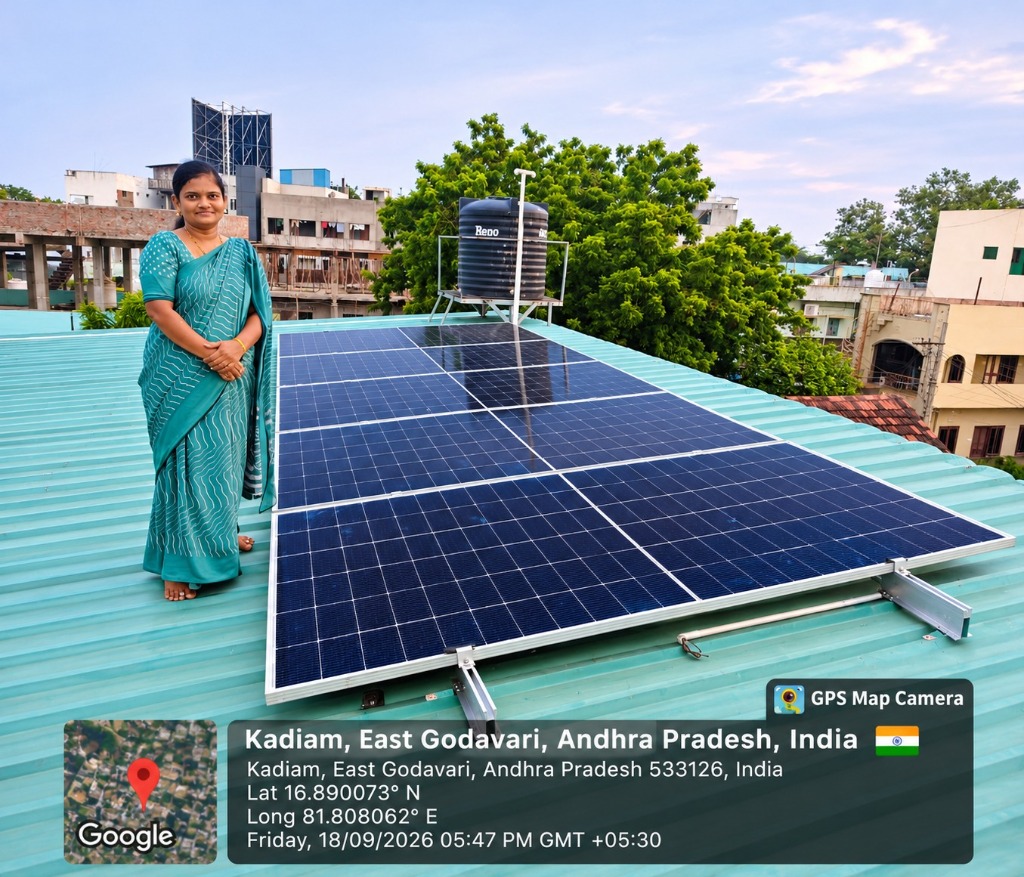 Reno
GPS Map Camera
Kadiam, East Godavari, Andhra Pradesh, India
Kadiam, East Godavari, Andhra Pradesh 533126, India
Lat 16.890073° N
Long 81.808062° E
Friday, 18/09/2026 05:47 PM GMT +05:30
Google